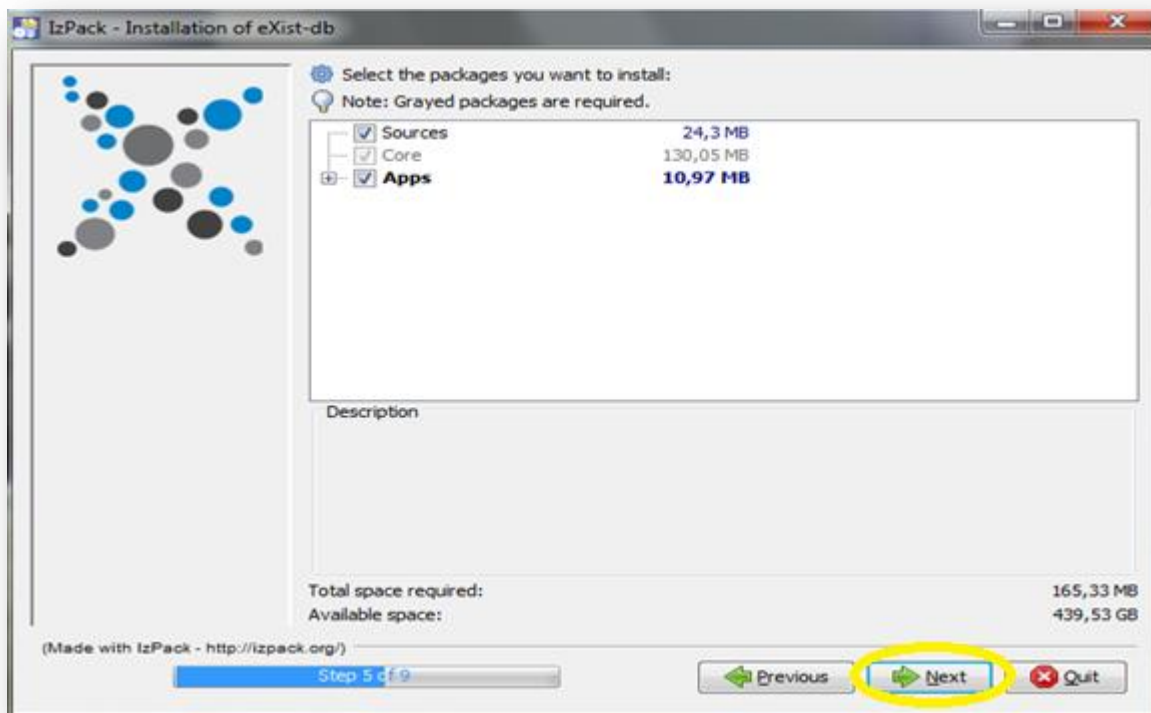 IzPack - Installation of eXist-db
Select the packages you want to install:
Note: Grayed packages are required.
Sources 24,3 MB
Core 130,05 MB
Apps 10,97 MB
Description
Total space required: 165,33 MB
Available space: 439,53 GB
(Made with IzPack - http://izpack.org/)
Step 5 of 9
Previous
Next
Quit